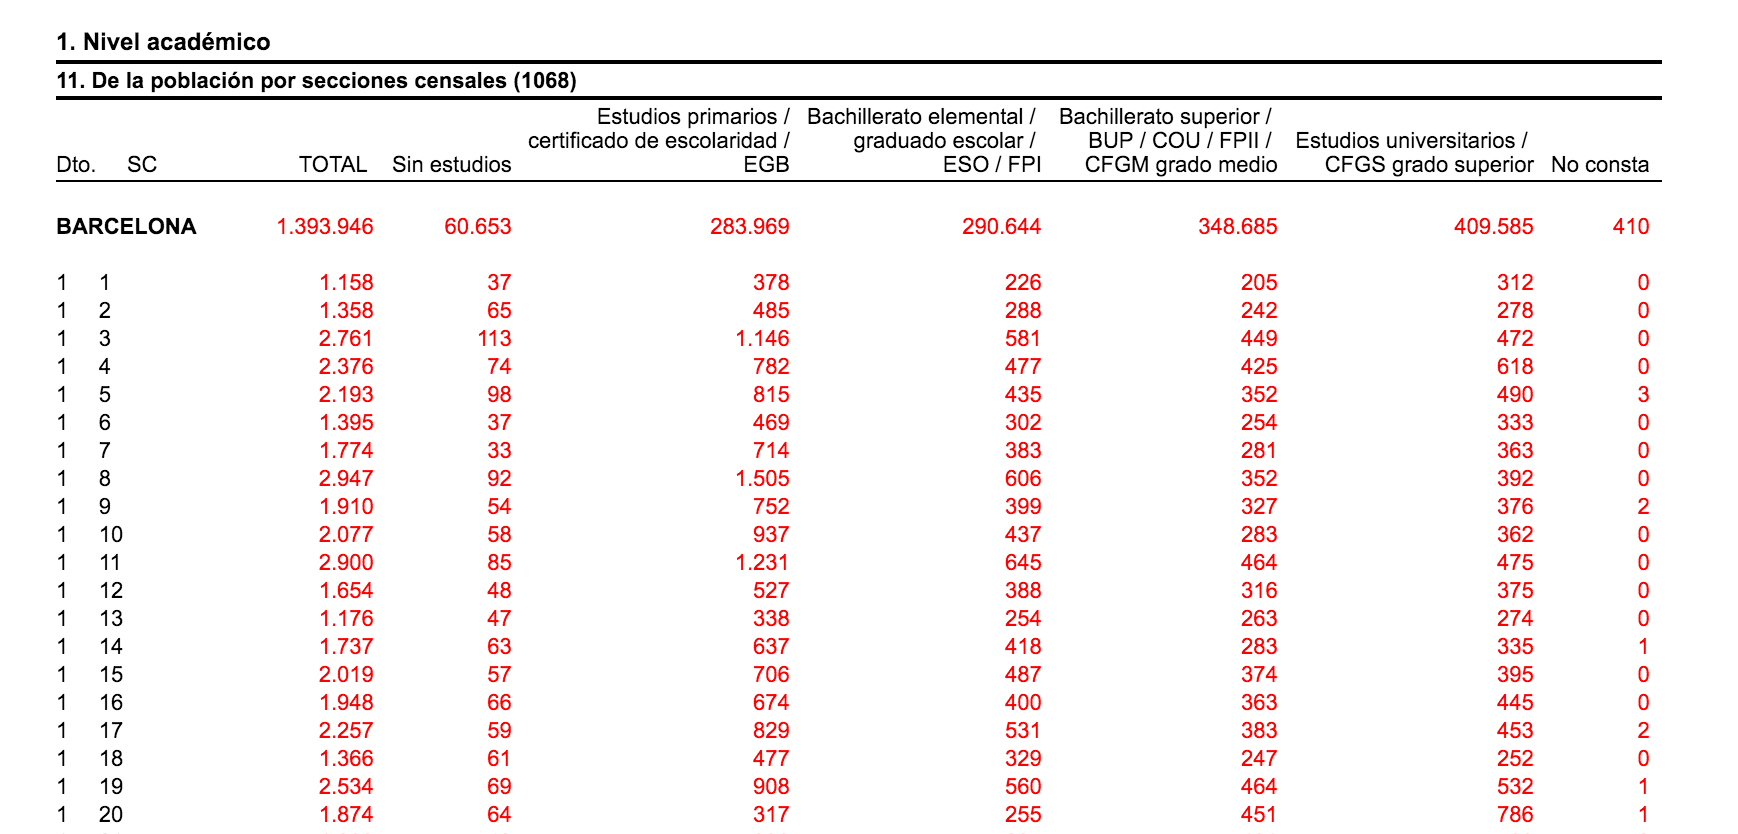 1. Nivel académico
11. De la población por secciones censales (1068)
Estudios primarios / Bachillerato elemental / Bachillerato superior /
certificado de escolaridad / graduado escolar / BUP / COU / FPII / Estudios universitarios /
Dto. SC TOTAL Sin estudios EGB ESO / FPI CFGM grado medio CFGS grado superior No consta
BARCELONA 1.393.946 60.653 283.969 290.644 348.685 409.585 410
1 1 1.158 37 378 226 205 312 0
1 2 1.358 65 485 288 242 278 0
1 3 2.761 113 1.146 581 449 472 0
1 4 2.376 74 782 477 425 618 0
1 5 2.193 98 815 435 352 490 3
1 6 1.395 37 469 302 254 333 0
1 7 1.774 33 714 383 281 363 0
1 8 2.947 92 1.505 606 352 392 0
1 9 1.910 54 752 399 327 376 2
1 10 2.077 58 937 437 283 362 0
1 11 2.900 85 1.231 645 464 475 0
1 12 1.654 48 527 388 316 375 0
1 13 1.176 47 338 254 263 274 0
1 14 1.737 63 637 418 283 335 1
1 15 2.019 57 706 487 374 395 0
1 16 1.948 66 674 400 363 445 0
1 17 2.257 59 829 531 383 453 2
1 18 1.366 61 477 329 247 252 0
1 19 2.534 69 908 560 464 532 1
1 20 1.874 64 317 255 451 786 1